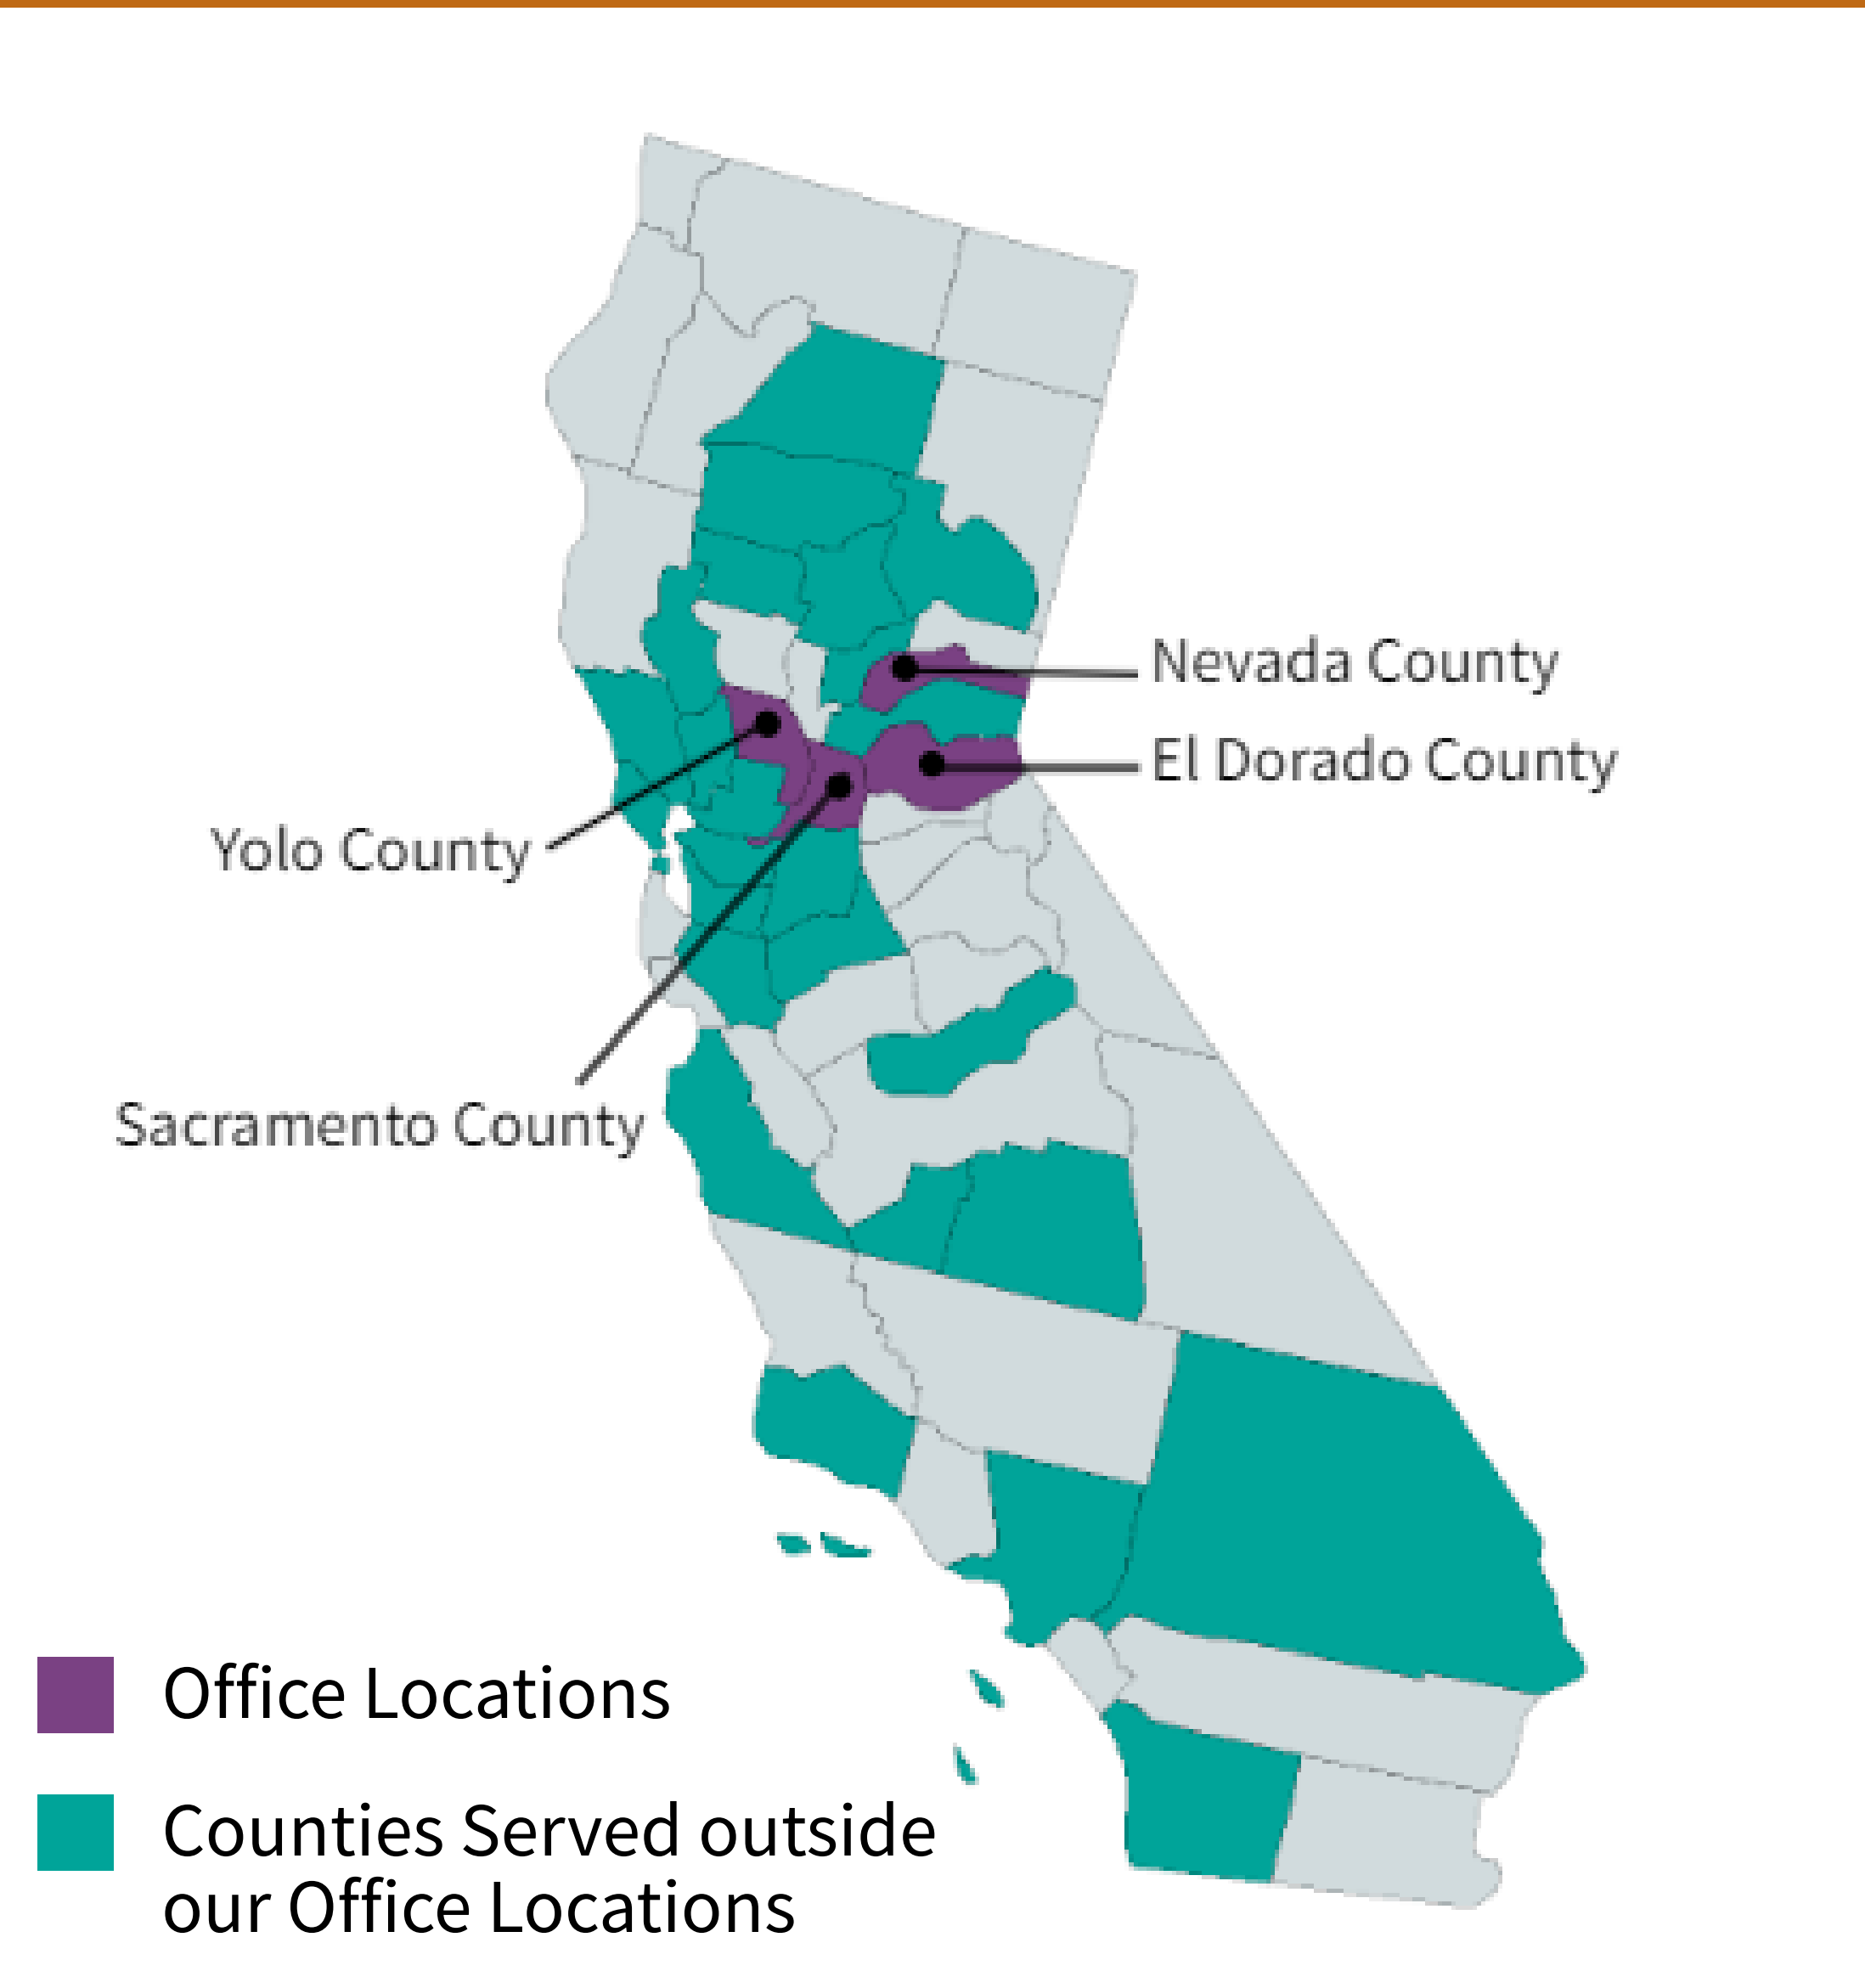 Nevada County
El Dorado County
Yolo County
Sacramento County
Office Locations
Counties Served outside
our Office Locations